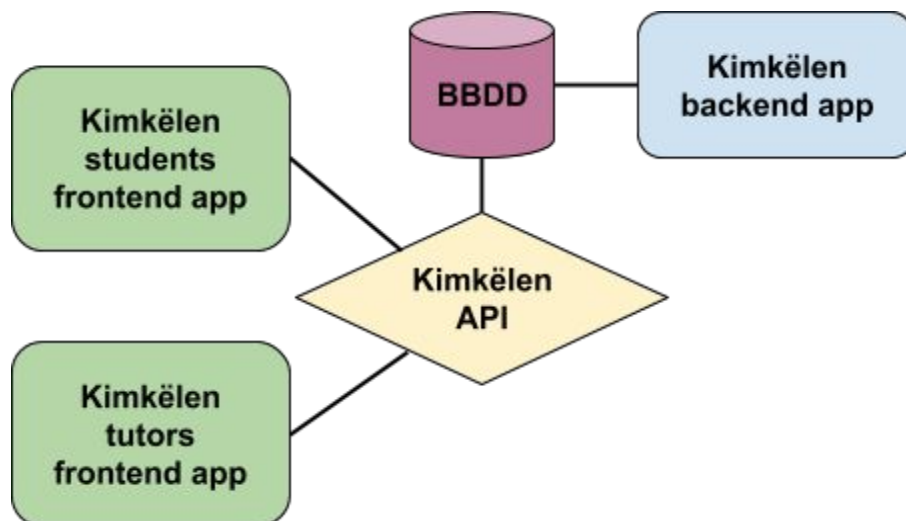 BBDD
Kimkëlen
backend app
Kimkëlen
students
frontend app
Kimkëlen
API
Kimkëlen
tutors
frontend app